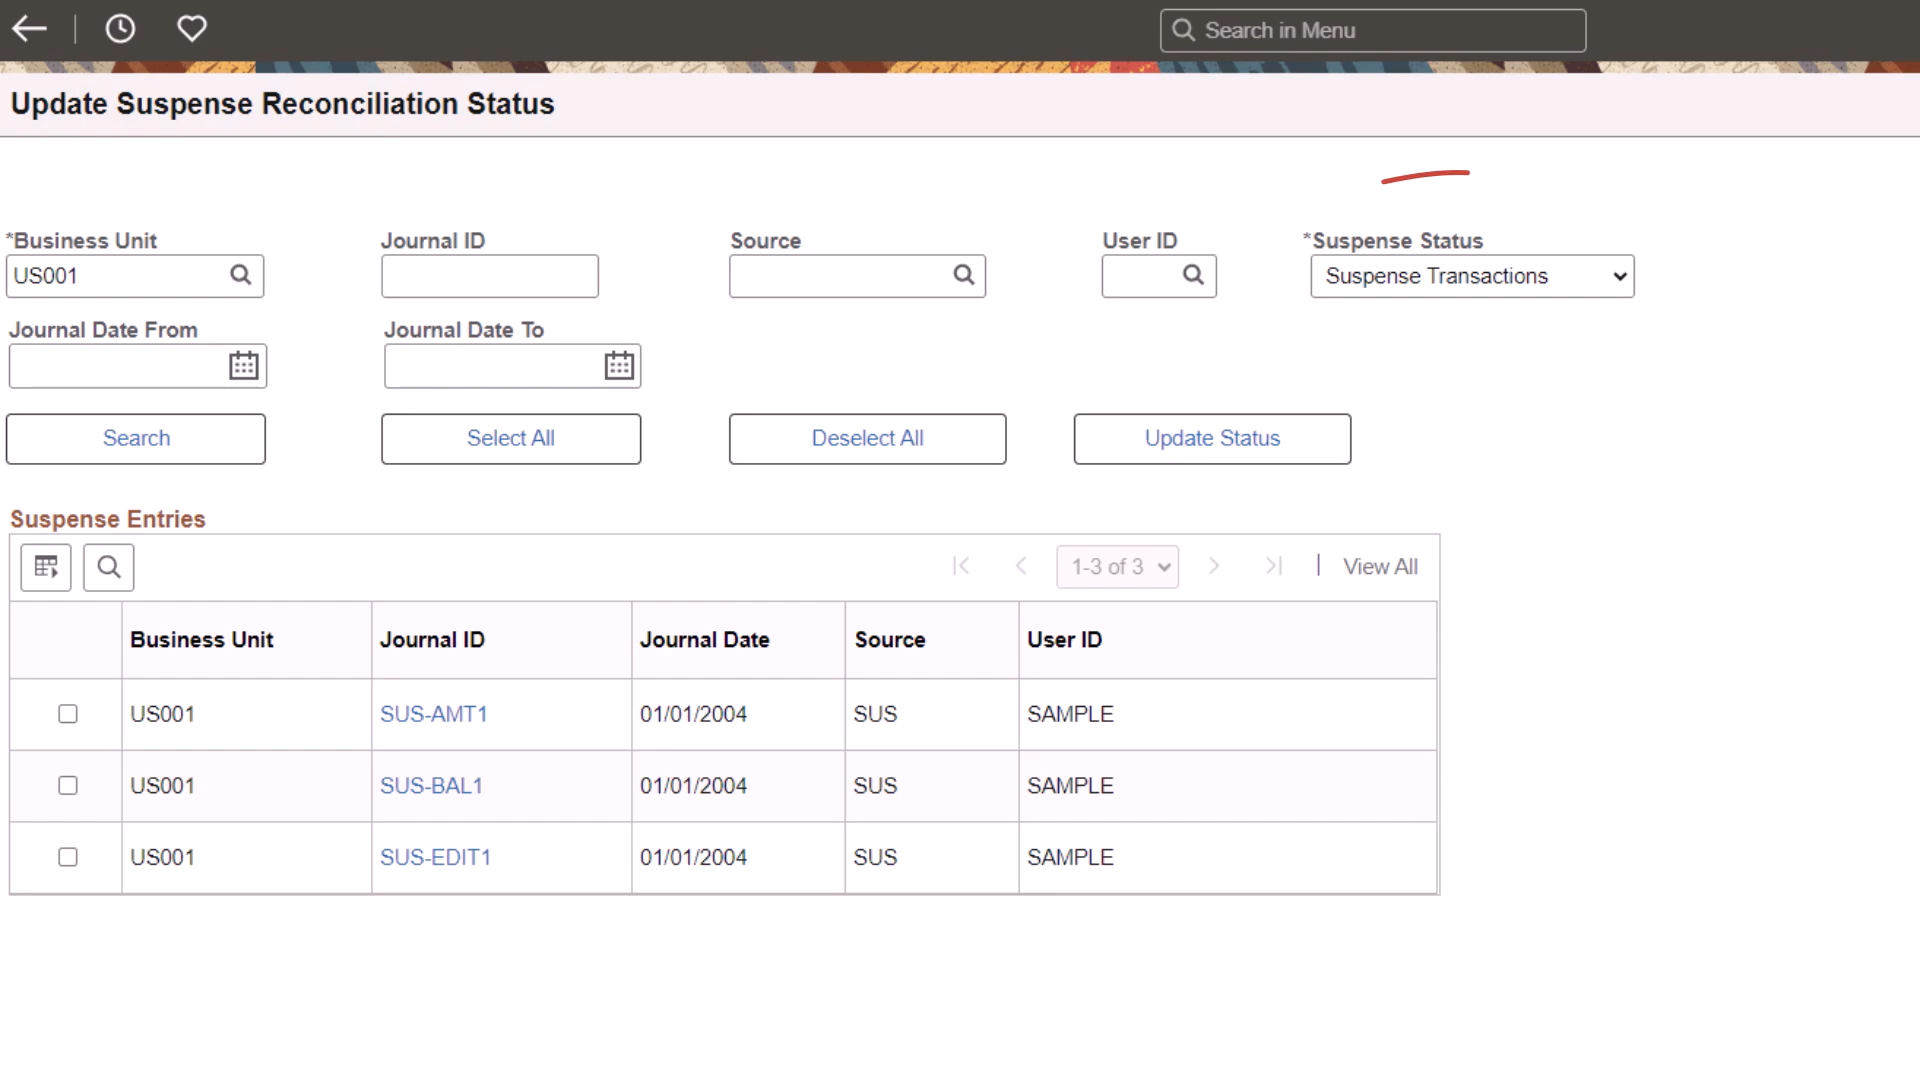 Search in Menu
Update Suspense Reconciliation Status
*Business Unit Journal ID Source User ID *Suspense Status
US001 Suspense Transactions
Journal Date From Journal Date To
Search Select All Deselect All Update Status
Suspense Entries
1-3 of 3 | View All
Business Unit Journal ID Journal Date Source User ID
US001 SUS-AMT1 01/01/2004 SUS SAMPLE
US001 SUS-BAL1 01/01/2004 SUS SAMPLE
US001 SUS-EDIT1 01/01/2004 SUS SAMPLE